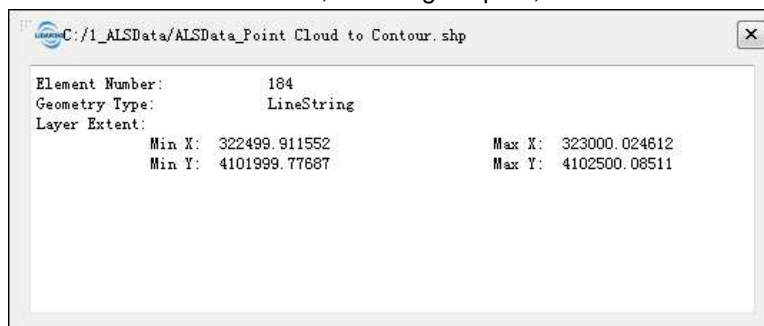 C:/1_ALSData/ALSData_Point Cloud to Contour.shp
Element Number: 184
Geometry Type: LineString
Layer Extent:
Min X: 322499.911552 Max X: 323000.024612
Min Y: 4101999.77687 Max Y: 4102500.08511